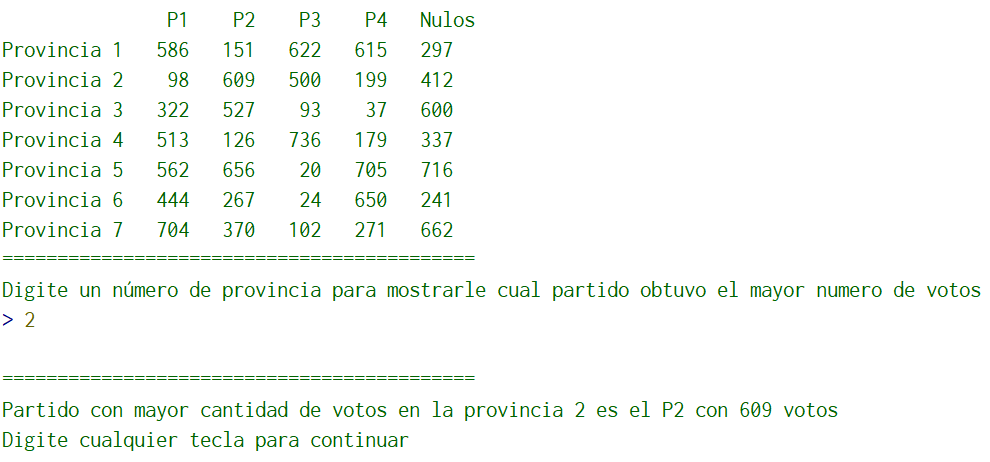 P1 P2 P3 P4 Nulos
Provincia 1 586 151 622 615 297
Provincia 2 98 609 500 199 412
Provincia 3 322 527 93 37 600
Provincia 4 513 126 736 179 337
Provincia 5 562 656 20 705 716
Provincia 6 444 267 24 650 241
Provincia 7 704 370 102 271 662
===========================================
Digite un número de provincia para mostrarle cual partido obtuvo el mayor numero de votos
> 2
===========================================
Partido con mayor cantidad de votos en la provincia 2 es el P2 con 609 votos
Digite cualquier tecla para continuar